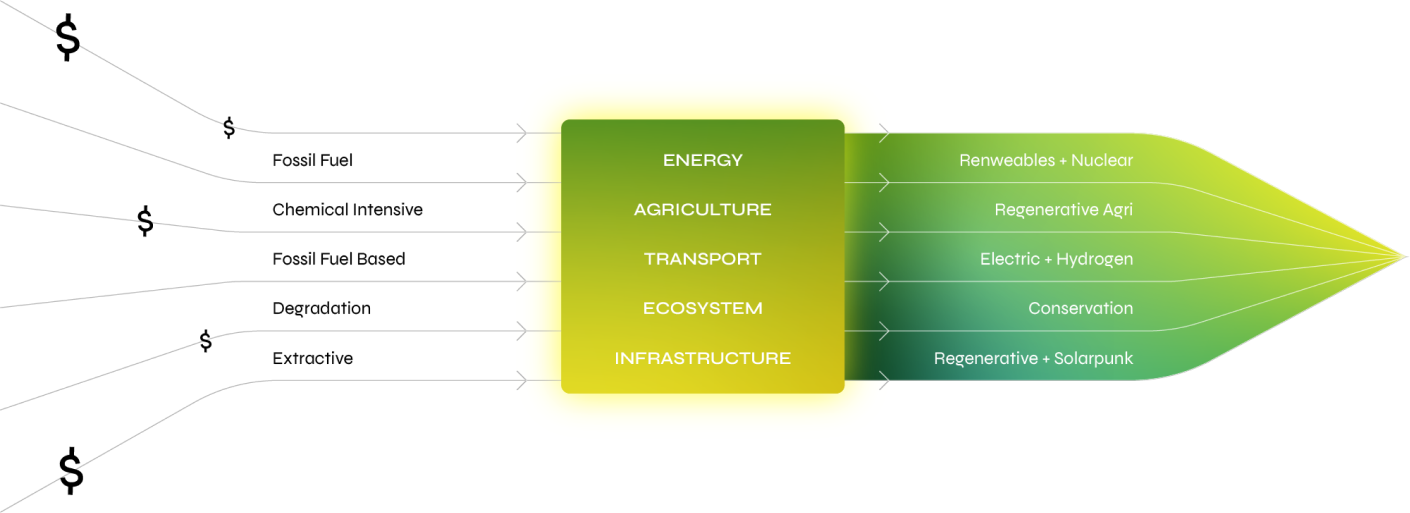 $
$
Fossil Fuel ENERGY Renweables + Nuclear
Chemical Intensive AGRICULTURE Regenerative Agri
$
Fossil Fuel Based TRANSPORT Electric + Hydrogen
Degradation ECOSYSTEM Conservation
$
Extractive INFRASTRUCTURE Regenerative + Solarpunk
$